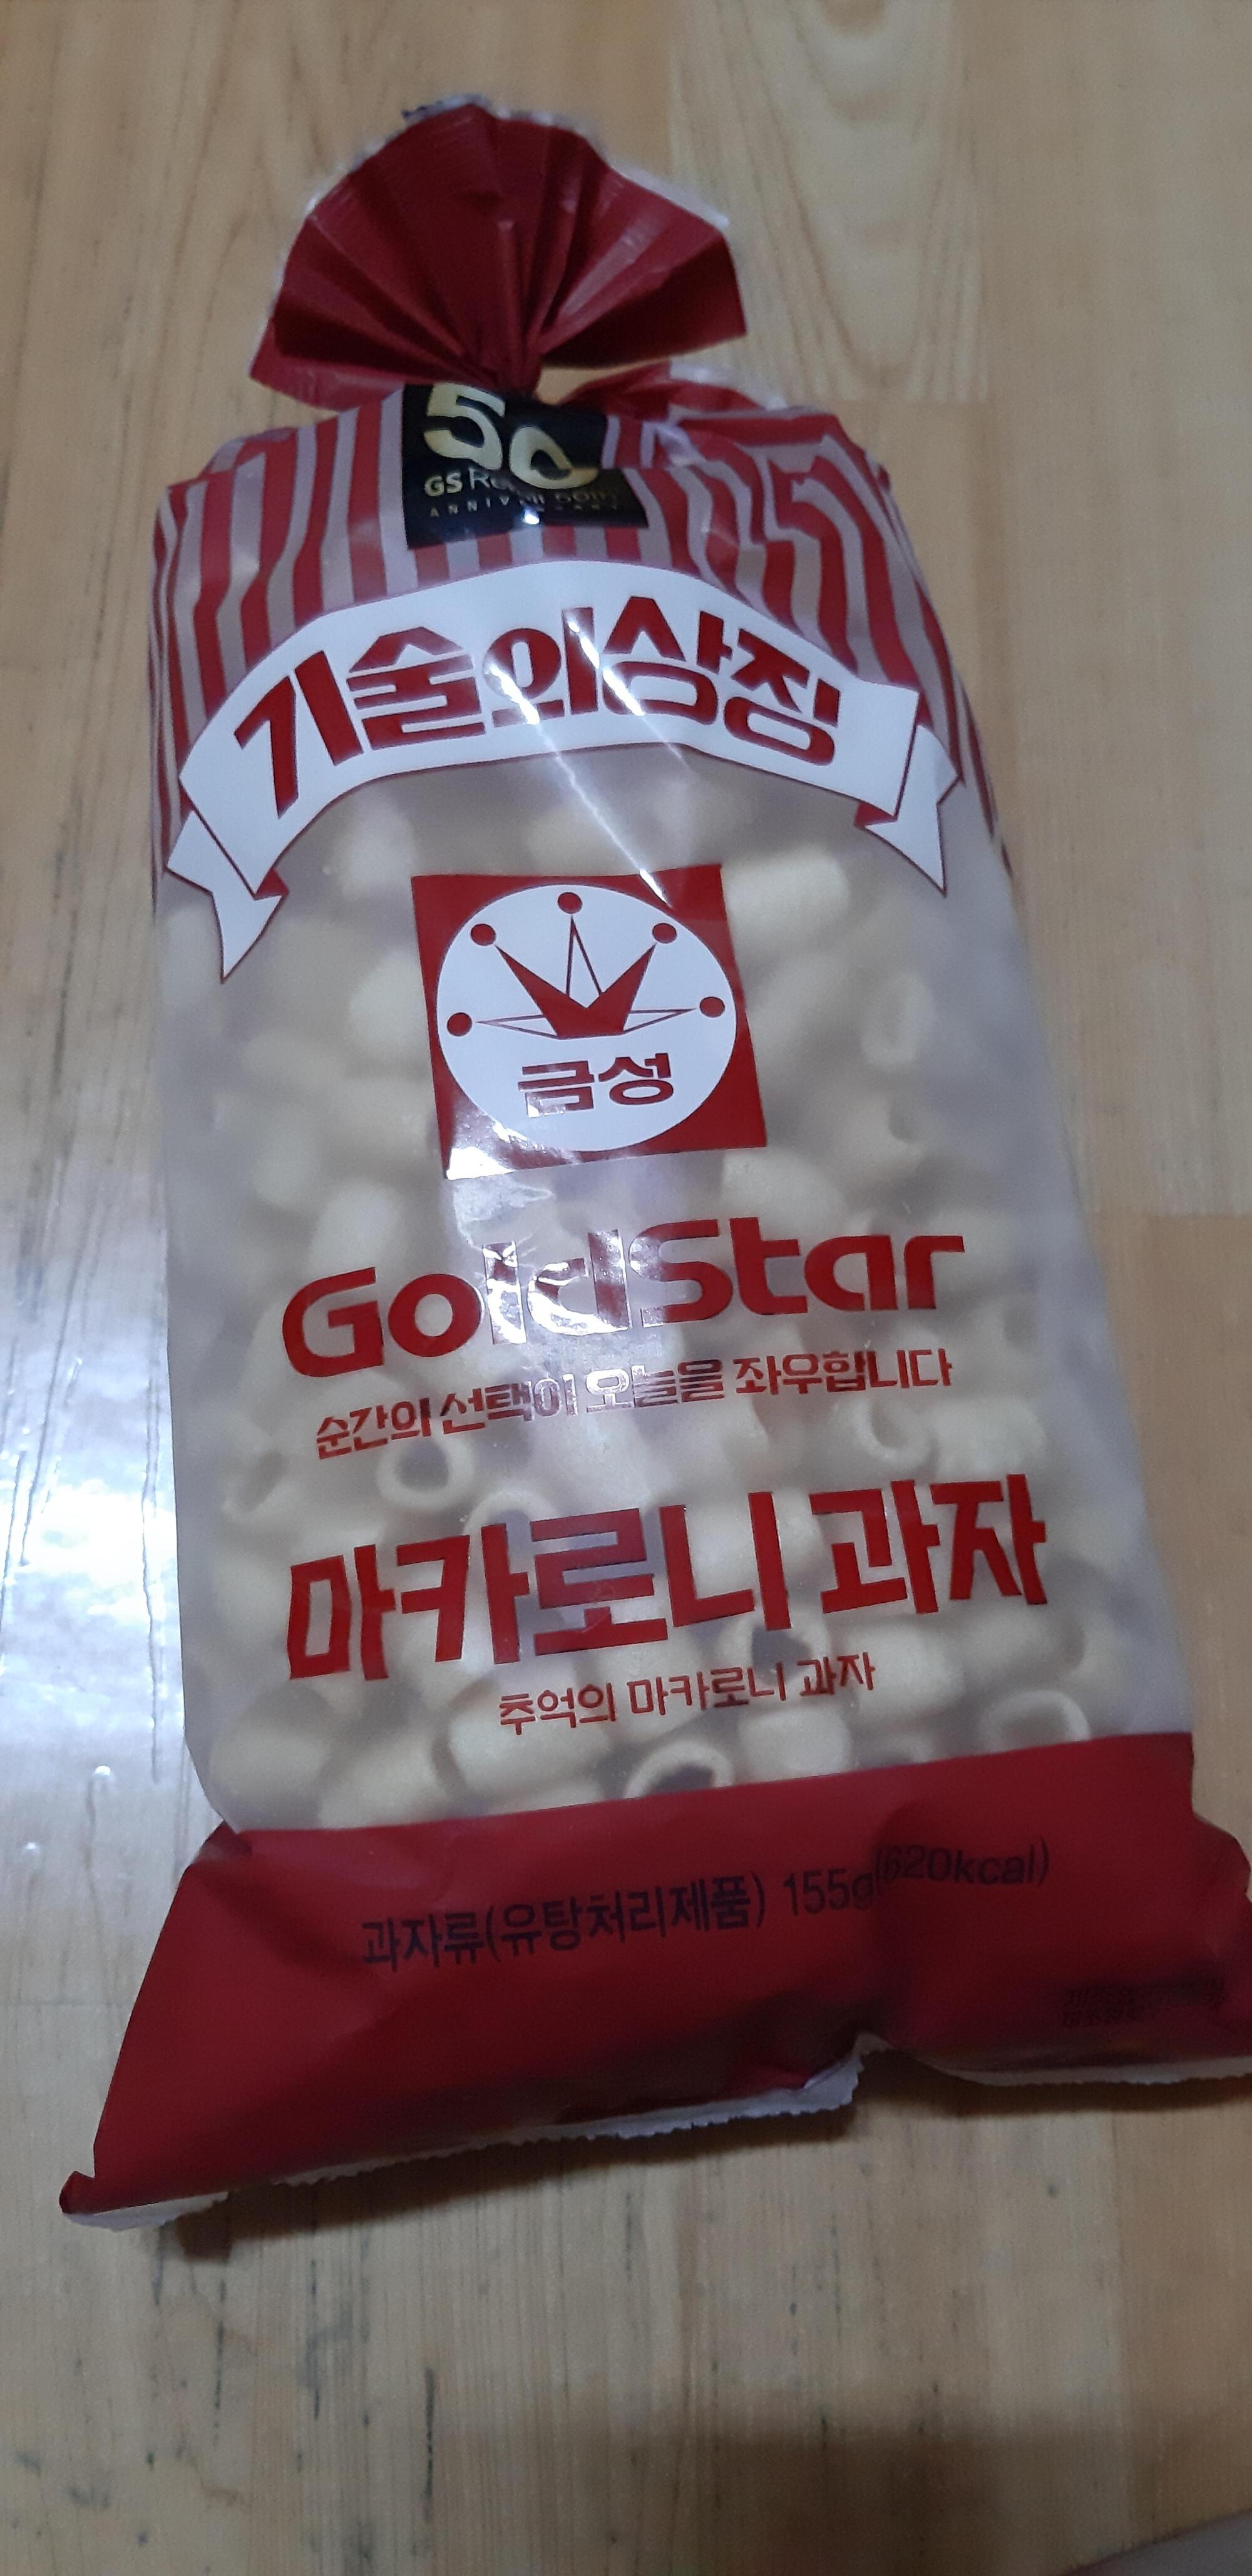 50
GS Retail 50th
ANNIVERSARY
기술의상징
금성
GoldStar
순간의 선택이 오늘을 좌우합니다
마카로니 과자
추억의 마카로니 과자
과자류(유탕처리제품) 155g(620kcal)